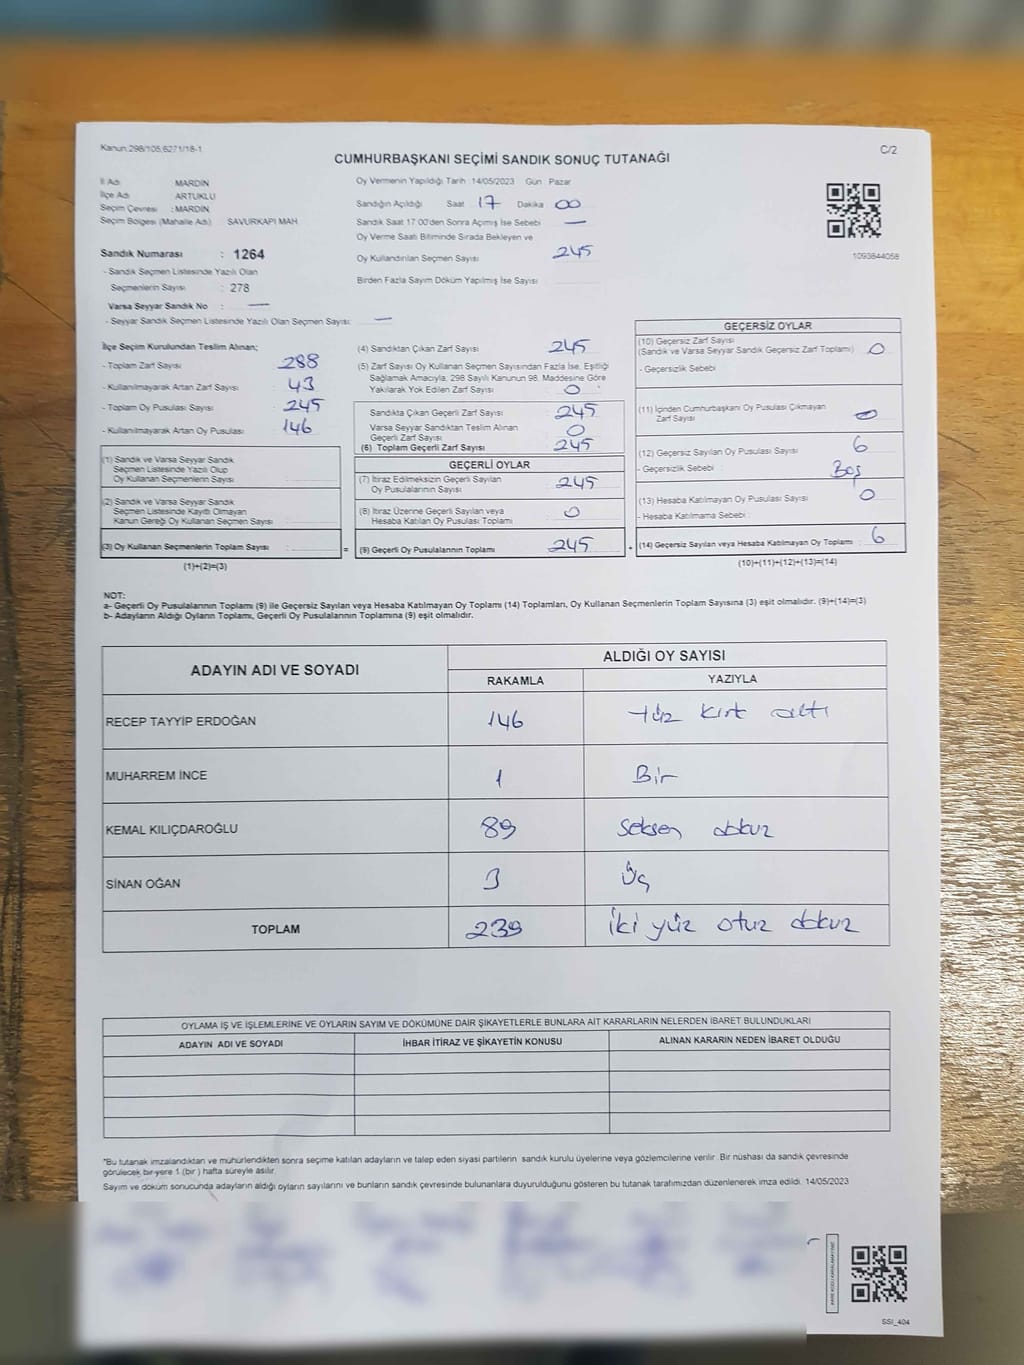 Kanun:298/105,6271/18-1
C/2
CUMHURBAŞKANI SEÇİMİ SANDIK SONUÇ TUTANAĞI
İl Adı MARDİN
İlçe Adı ARTUKLU
Seçim Çevresi : MARDİN
Seçim Bölgesi (Mahalle Adı) SAVURKAPI MAH
Sandık Numarası : 1264
- Sandık Seçmen Listesinde Yazılı Olan
Seçmenlerin Sayısı : 278
Varsa Seyyar Sandık No : —
- Seyyar Sandık Seçmen Listesinde Yazılı Olan Seçmen Sayısı: —
Oy Vermenin Yapıldığı Tarih :14/05/2023 Gün : Pazar
Sandığın Açıldığı Saat 17 Dakika 00
Sandık Saat 17:00'den Sonra Açımış İse Sebebi —
Oy Verme Saati Bitiminde Sırada Bekleyen ve
Oy Kullandırılan Seçmen Sayısı 245
Birden Fazla Sayım Döküm Yapılmış İse Sayısı
1093844058
İlçe Seçim Kurulundan Teslim Alınan;
- Toplam Zarf Sayısı : 288
- Kullanılmayarak Artan Zarf Sayısı : 43
- Toplam Oy Pusulası Sayısı : 245
- Kullanılmayarak Artan Oy Pusulası : 146
(1) Sandık ve Varsa Seyyar Sandık
Seçmen Listesinde Yazılı Olup
Oy Kullanan Seçmenlerin Sayısı :
(2) Sandık ve Varsa Seyyar Sandık
Seçmen Listesinde Kayıtlı Olmayan
Kanun Gereği Oy Kullanan Seçmen Sayısı :
(3) Oy Kullanan Seçmenlerin Toplam Sayısı :
=
(1)+(2)=(3)
(4) Sandıktan Çıkan Zarf Sayısı : 245
(5) Zarf Sayısı Oy Kullanan Seçmen Sayısından Fazla İse, Eşitliği
Sağlamak Amacıyla, 298 Sayılı Kanunun 98. Maddesine Göre
Yakılarak Yok Edilen Zarf Sayısı : 0
Sandıkta Çıkan Geçerli Zarf Sayısı : 245
Varsa Seyyar Sandıktan Teslim Alınan
Geçerli Zarf Sayısı : 0
(6) Toplam Geçerli Zarf Sayısı : 245
GEÇERLİ OYLAR
(7) İtiraz Edilmeksizin Geçerli Sayılan
Oy Pusulalarının Sayısı : 245
(8) İtiraz Üzerine Geçerli Sayılan veya
Hesaba Katılan Oy Pusulası Toplamı : 0
(9) Geçerli Oy Pusulalarının Toplamı : 245
+
GEÇERSİZ OYLAR
(10) Geçersiz Zarf Sayısı
(Sandık ve Varsa Seyyar Sandık Geçersiz Zarf Toplamı) : 0
- Geçersizlik Sebebi :
(11) İçinden Cumhurbaşkanı Oy Pusulası Çıkmayan
Zarf Sayısı : 0
(12) Geçersiz Sayılan Oy Pusulası Sayısı : 6
- Geçersizlik Sebebi : Boş
(13) Hesaba Katılmayan Oy Pusulası Sayısı : 0
- Hesaba Katılmama Sebebi :
(14) Geçersiz Sayılan veya Hesaba Katılmayan Oy Toplamı : 6
(10)+(11)+(12)+(13)=(14)
NOT:
a- Geçerli Oy Pusulalarının Toplamı (9) ile Geçersiz Sayılan veya Hesaba Katılmayan Oy Toplamı (14) Toplamları, Oy Kullanan Seçmenlerin Toplam Sayısına (3) eşit olmalıdır. (9)+(14)=(3)
b- Adayların Aldığı Oyların Toplamı, Geçerli Oy Pusulalarının Toplamına (9) eşit olmalıdır.
ADAYIN ADI VE SOYADI
ALDIĞI OY SAYISI
RAKAMLA YAZIYLA
RECEP TAYYİP ERDOĞAN 146 Yüz kırk altı
MUHARREM İNCE 1 Bir
KEMAL KILIÇDAROĞLU 89 Seksen dokuz
SİNAN OĞAN 3 Üç
TOPLAM 239 İki yüz otuz dokuz
OYLAMA İŞ VE İŞLEMLERİNE VE OYLARIN SAYIM VE DÖKÜMÜNE DAİR ŞİKAYETLERLE BUNLARA AİT KARARLARIN NELERDEN İBARET BULUNDUKLARI
ADAYIN ADI VE SOYADI İHBAR İTİRAZ VE ŞİKAYETİN KONUSU ALINAN KARARIN NEDEN İBARET OLDUĞU
*Bu tutanak imzalandıktan ve mühürlendikten sonra seçime katılan adayların ve talep eden siyasi partilerin sandık kurulu üyelerine veya gözlemcilerine verilir. Bir nüshası da sandık çevresinde
görülecek bir yere 1 (bir ) hafta süreyle asılır.
Sayım ve döküm sonucunda adayların aldığı oyların sayılarını ve bunların sandık çevresinde bulunanlara duyurulduğunu gösteren bu tutanak tarafımızdan düzenlenerek imza edildi. 14/05/2023
SSI_404